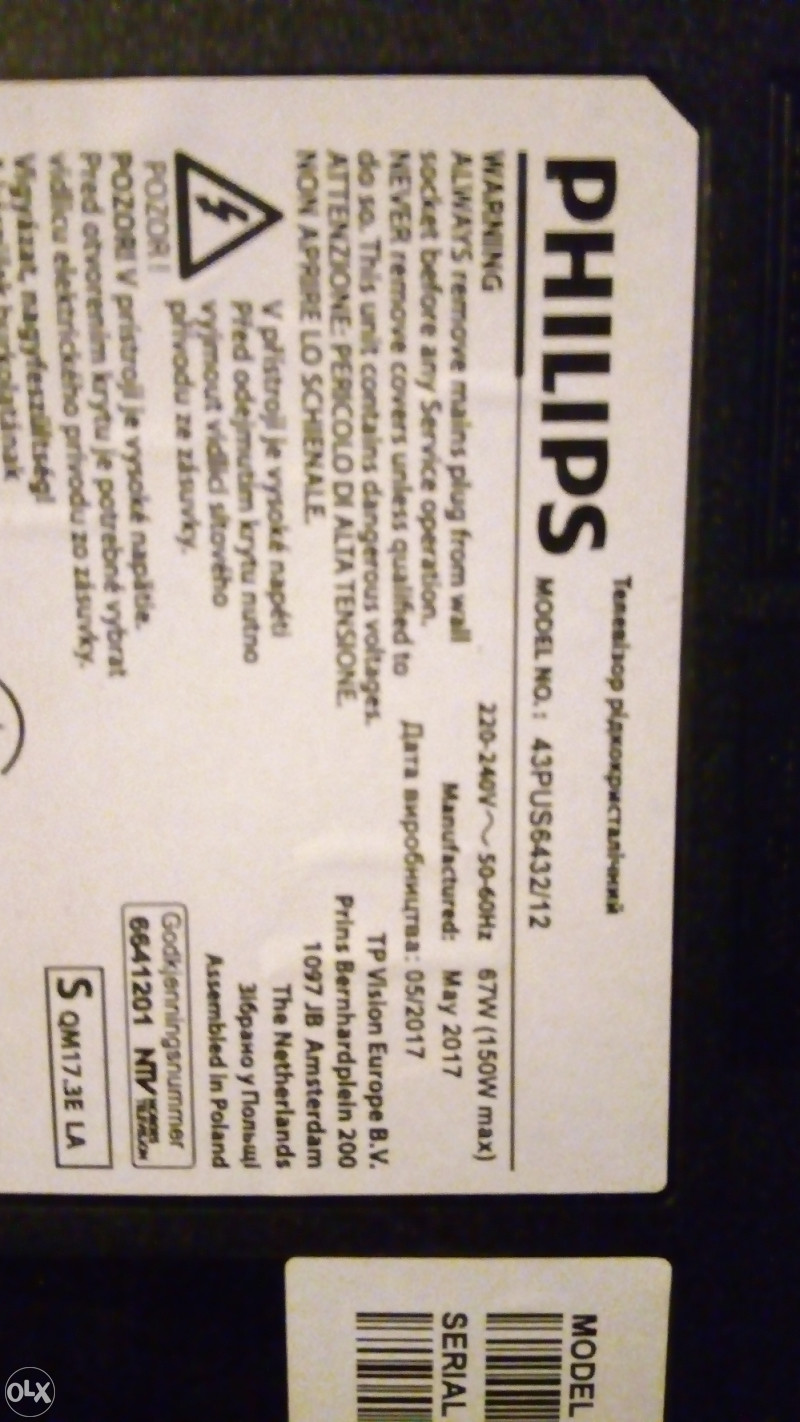 Телевізор рідкокристалічний
PHILIPS MODEL NO.: 43PUS6432/12
WARNING
ALWAYS remove mains plug from wall
socket before any Service operation.
NEVER remove covers unless qualified to
do so. This unit contains dangerous voltages.
ATTENZIONE: PERICOLO DI ALTA TENSIONE
NON APRIRE LO SCHIENALE.
V přístroji je vysoké napětí
Před odejmutím krytu nutno
vyjmout vidlici síťového
přívodu ze zásuvky.
POZOR!
POZOR! V prístroji je vysoké napätie.
Pred otvorením krytu je potrebné vybrat
vidlicu elektrického prívodu zo zásuvky.
Vigyázat, nagyfeszültség!
220-240V~ 50-60Hz 67W (150W max)
Manufactured: May 2017
Дата виробництва: 05/2017
TP Vision Europe B.V.
Prins Bernhardplein 200
1097 JB Amsterdam
The Netherlands
Зібрано у Польщі
Assembled in Poland
Godkjenningsnummer
6641201 NTV
S QM17.3E LA
MODEL
SERIAL
OLX